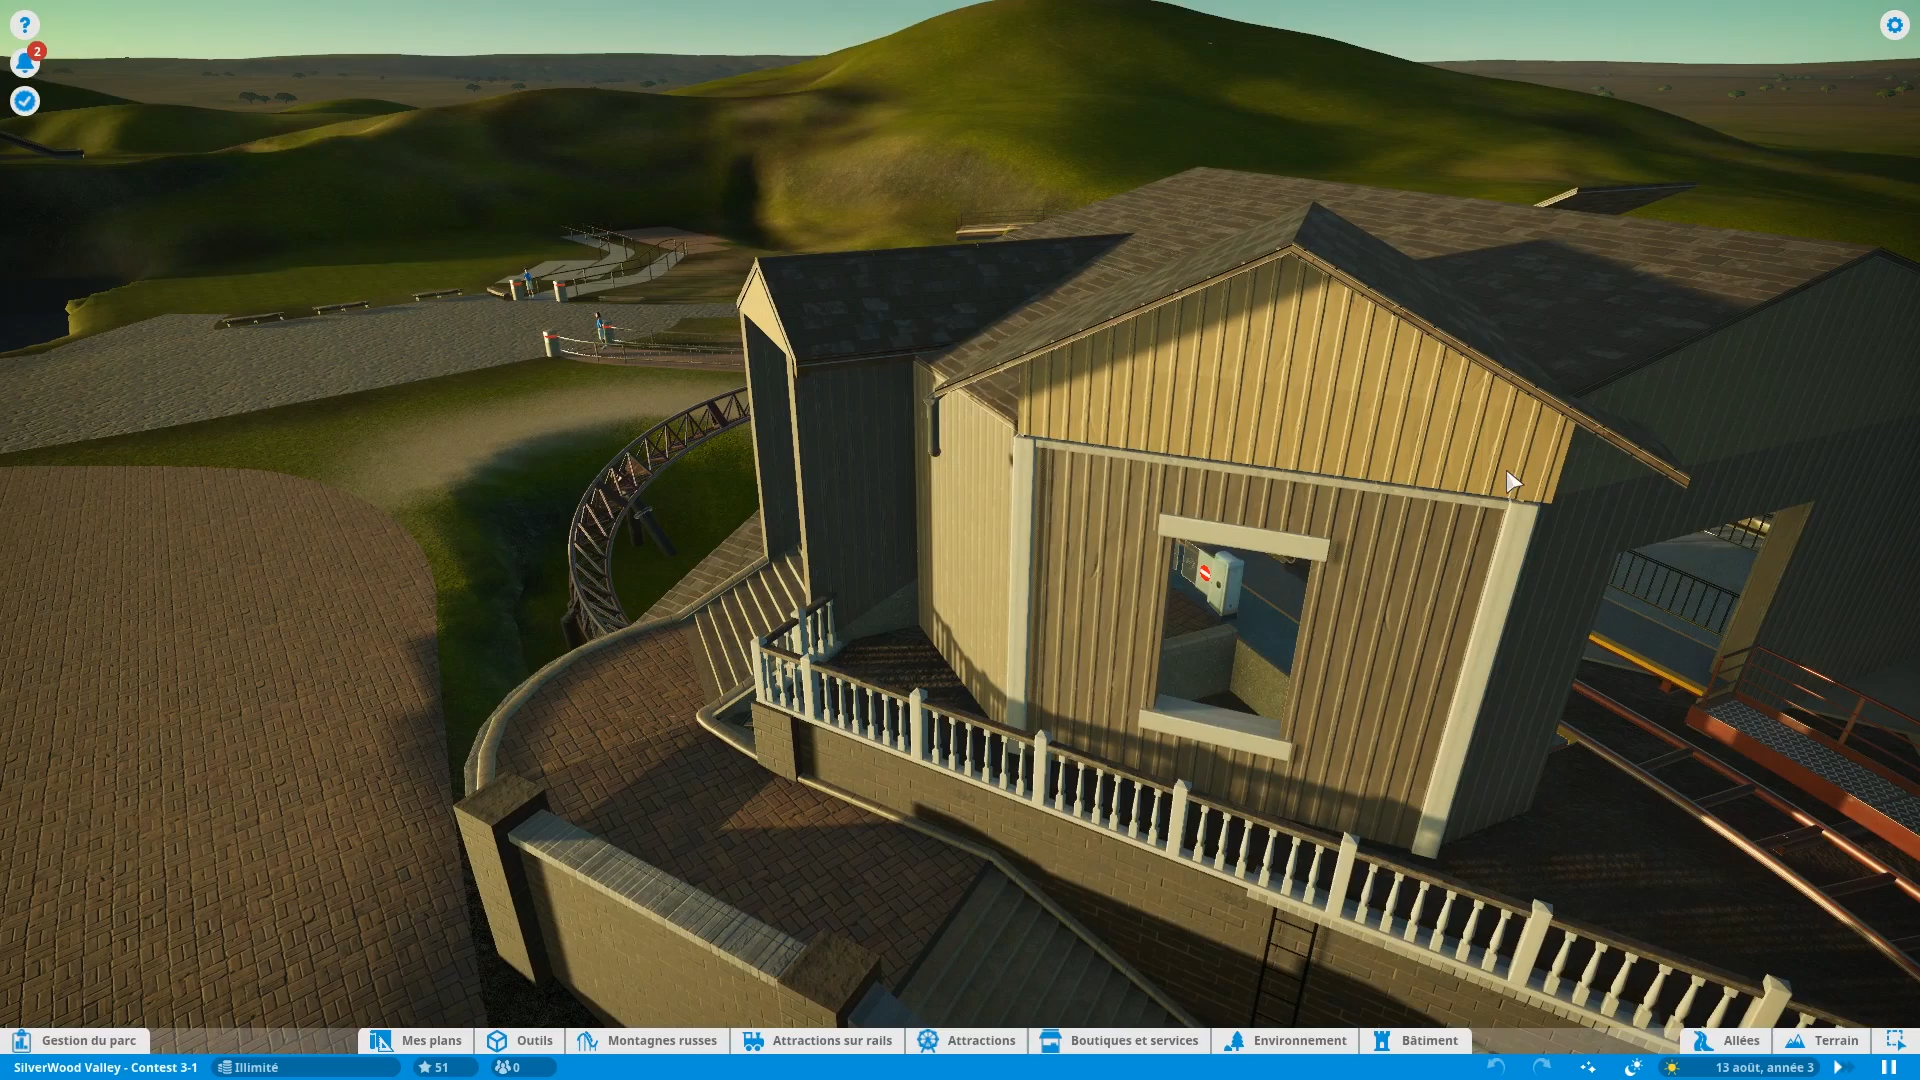 ?
2
Gestion du parc
Mes plans
Outils
Montagnes russes
Attractions sur rails
Attractions
Boutiques et services
Environnement
Bâtiment
Allées
Terrain
SilverWood Valley - Contest 3-1
Illimité
51
0
13 août, année 3